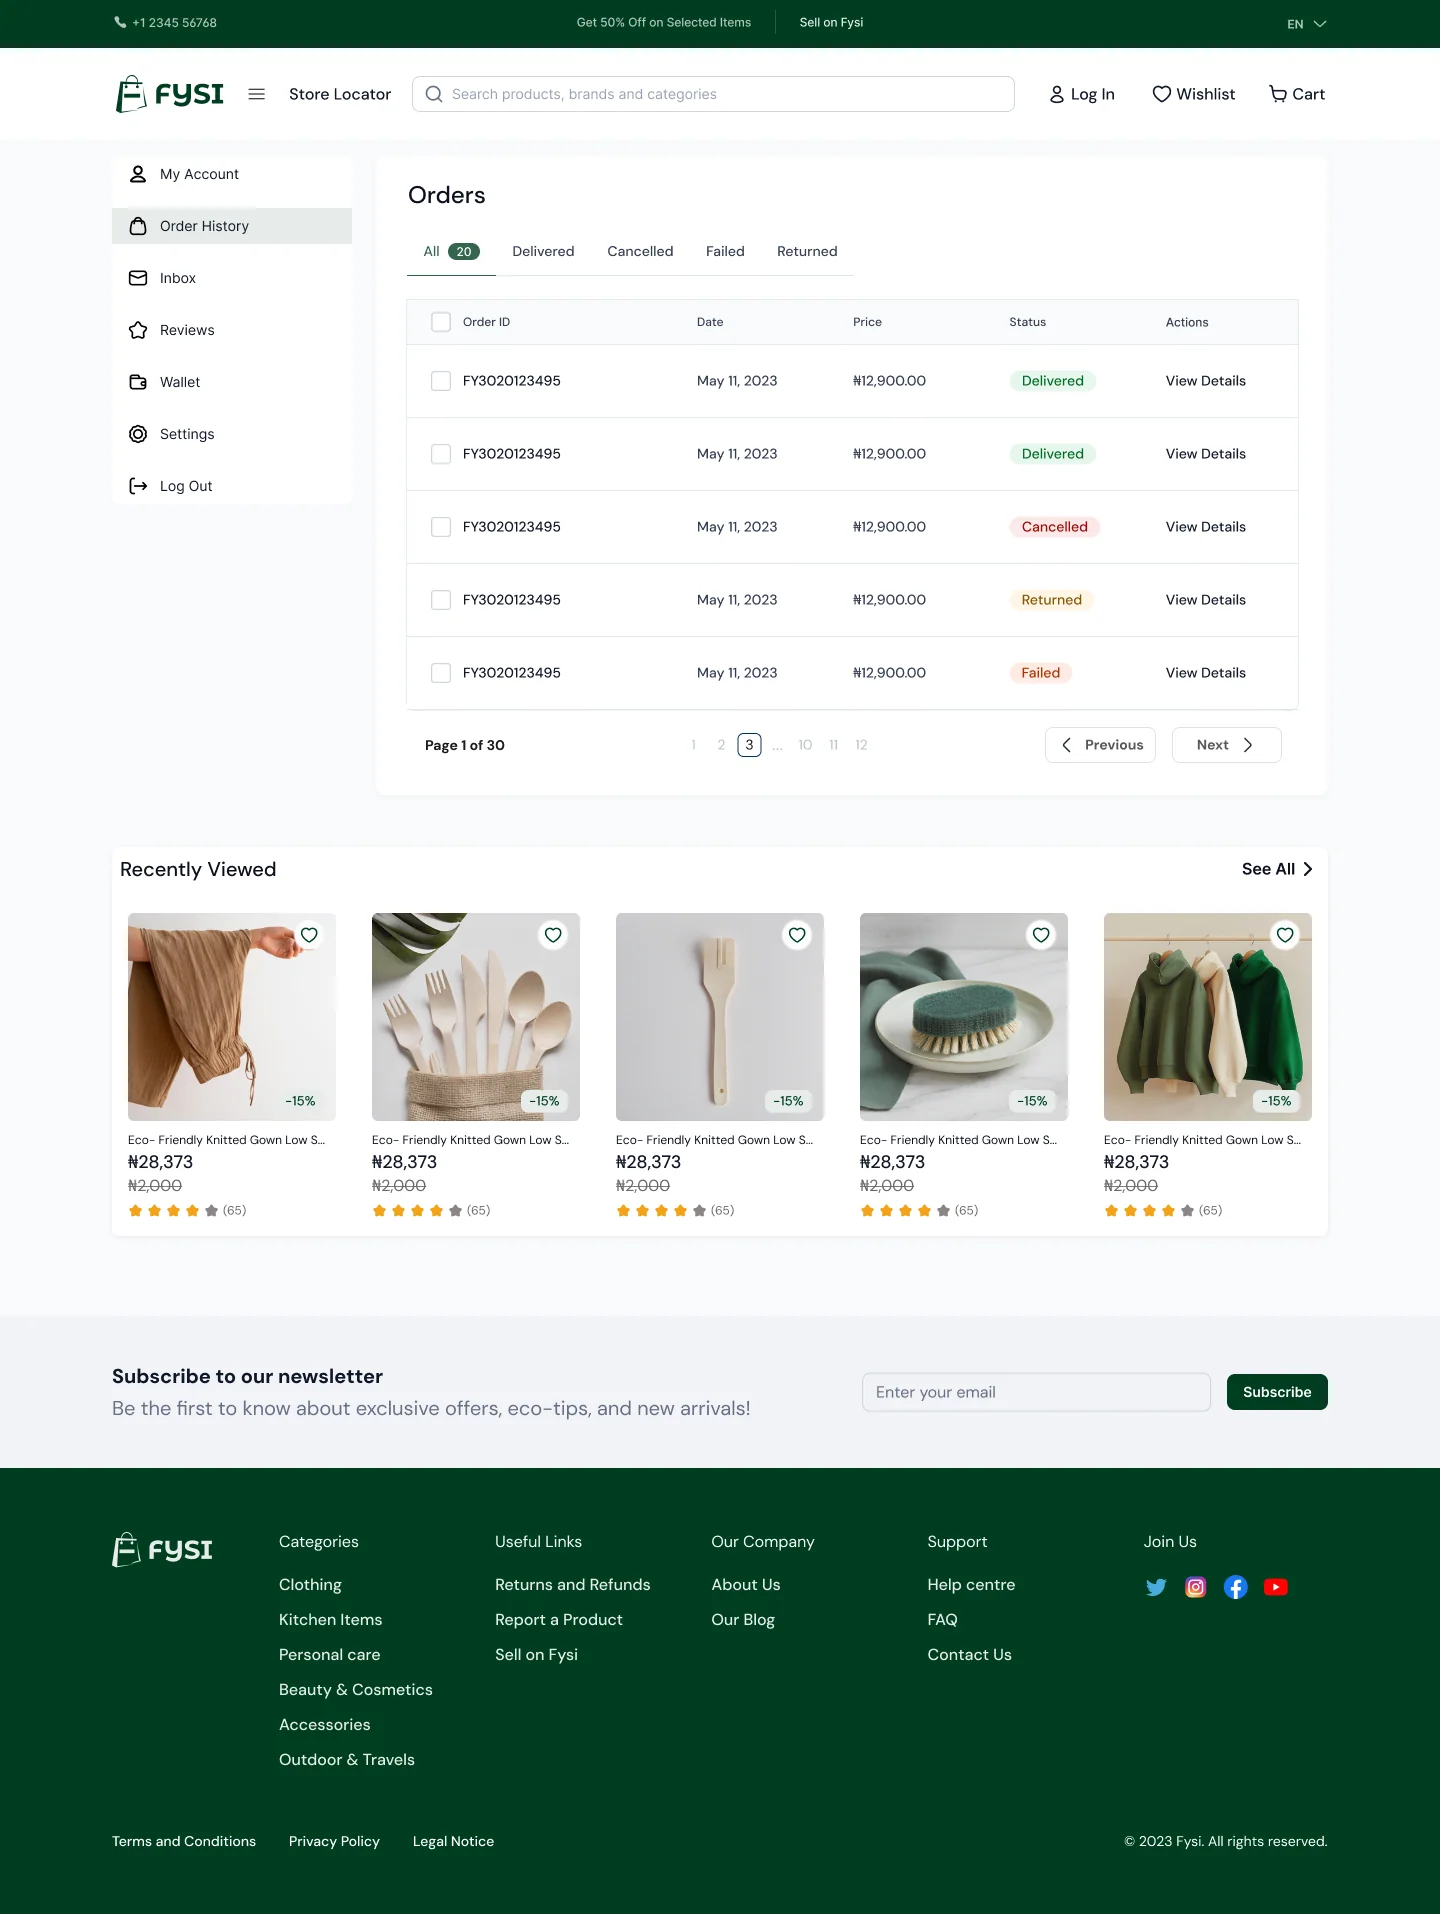 +1 2345 56768
Get 50% Off on Selected Items
Sell on Fysi
EN
FYSI
Store Locator
Search products, brands and categories
Log In
Wishlist
Cart
My Account
Order History
Inbox
Reviews
Wallet
Settings
Log Out
Orders
All 20 Delivered Cancelled Failed Returned
Order ID Date Price Status Actions
FY3020123495 May 11, 2023 ₦12,900.00 Delivered View Details
FY3020123495 May 11, 2023 ₦12,900.00 Delivered View Details
FY3020123495 May 11, 2023 ₦12,900.00 Cancelled View Details
FY3020123495 May 11, 2023 ₦12,900.00 Returned View Details
FY3020123495 May 11, 2023 ₦12,900.00 Failed View Details
Page 1 of 30 1 2 3 ... 10 11 12 Previous Next
Recently Viewed
See All
-15%
Eco- Friendly Knitted Gown Low S...
₦28,373
₦2,000
(65)
-15%
Eco- Friendly Knitted Gown Low S...
₦28,373
₦2,000
(65)
-15%
Eco- Friendly Knitted Gown Low S...
₦28,373
₦2,000
(65)
-15%
Eco- Friendly Knitted Gown Low S...
₦28,373
₦2,000
(65)
-15%
Eco- Friendly Knitted Gown Low S...
₦28,373
₦2,000
(65)
Subscribe to our newsletter
Be the first to know about exclusive offers, eco-tips, and new arrivals!
Enter your email
Subscribe
FYSI
Categories
Clothing
Kitchen Items
Personal care
Beauty & Cosmetics
Accessories
Outdoor & Travels
Useful Links
Returns and Refunds
Report a Product
Sell on Fysi
Our Company
About Us
Our Blog
Support
Help centre
FAQ
Contact Us
Join Us
Terms and Conditions
Privacy Policy
Legal Notice
© 2023 Fysi. All rights reserved.